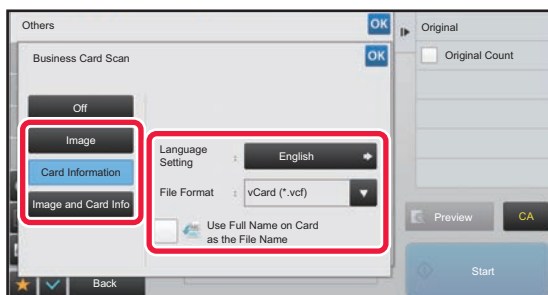 Others
OK
Original
Business Card Scan
OK
Original Count
Off
Image
Language
Setting
:
English
Card Information
File Format
:
vCard (*.vcf)
Image and Card Info
Use Full Name on Card
as the File Name
Preview
CA
Back
Start